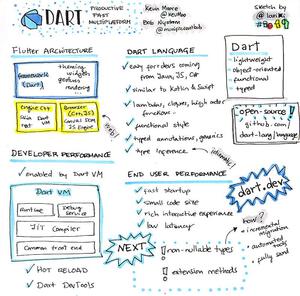 DART
PRODUCTIVE
FAST
MULTIPLATFORM
Kevin Moore
@kevmoo
Bob Nystrom
@munificentbob
Sketch by
Flutter ARCHITECTURE
framework
(Dart)
theming
widgets
gestures
rendering
Engine C++
Skia Dart
text VM
Browser
(C++, JS)
Canvas DOM
JS Engine
DART LANGUAGE
✓ easy for devs coming
from Java, JS, C#
✓ similar to Kotlin & Swift
✓ lambdas, closures, high order
functions
✓ functional style
✓ typed annotations, generics
✓ type inference
Dart
- lightweight
- object-oriented
- functional
- typed
open-source!
github.com/
dart-lang/language
DEVELOPER PERFORMANCE
✓ enabled by Dart VM
Dart VM
Runtime
Debug
service
JIT Compiler
Common front end
✓ HOT RELOAD
✓ Dart DevTools
END USER PERFORMANCE
✓ fast startup
✓ small code size
✓ rich interactive experience
✓ low latency
dart.dev
NEXT
non-nullable types
extension methods
how?
• incremental
migration
• automated
tools
• fully sound